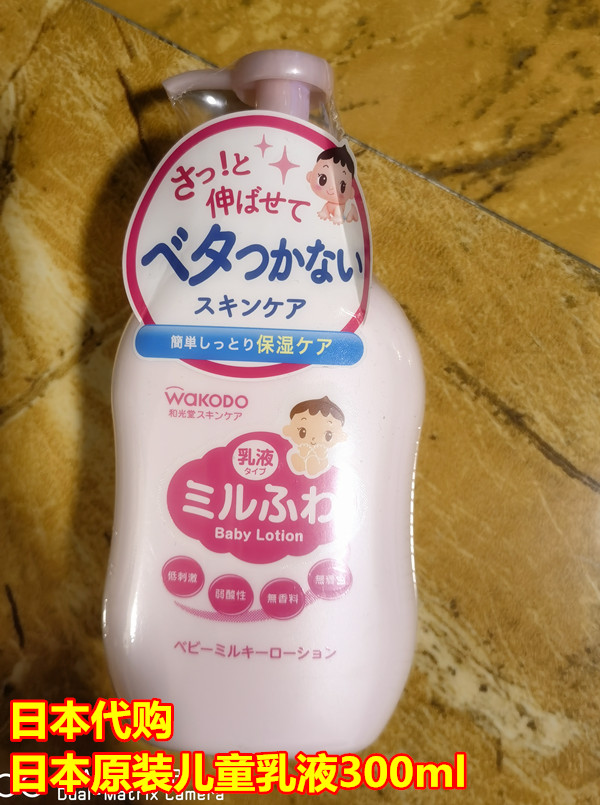 さっ!と
伸ばせて
ベタつかない
スキンケア
簡単しっとり保湿ケア
wakodo
和光堂スキンケア
乳液
タイプ
ミルふわ
Baby Lotion
低刺激
弱酸性
無香料
ベビーミルキーローション
日本代购
日本原装儿童乳液300ml
Dual-Matrix Camera